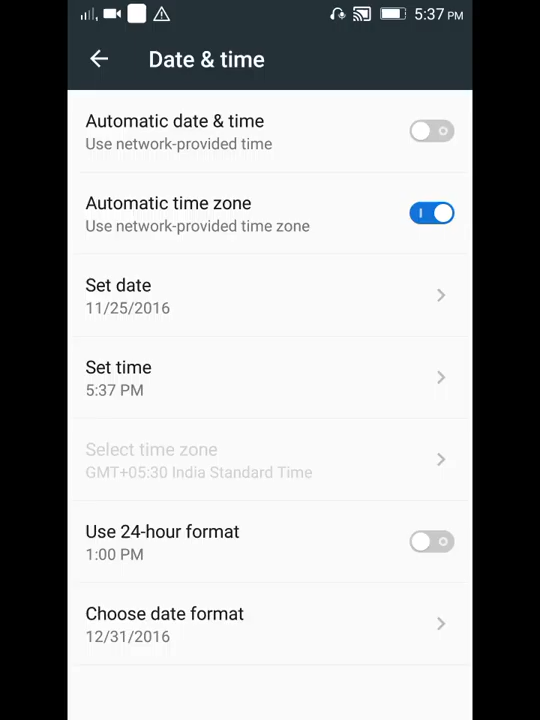 5:37 PM
Date & time
Automatic date & time
Use network-provided time
Automatic time zone
Use network-provided time zone
Set date
11/25/2016
Set time
5:37 PM
Select time zone
GMT+05:30 India Standard Time
Use 24-hour format
1:00 PM
Choose date format
12/31/2016